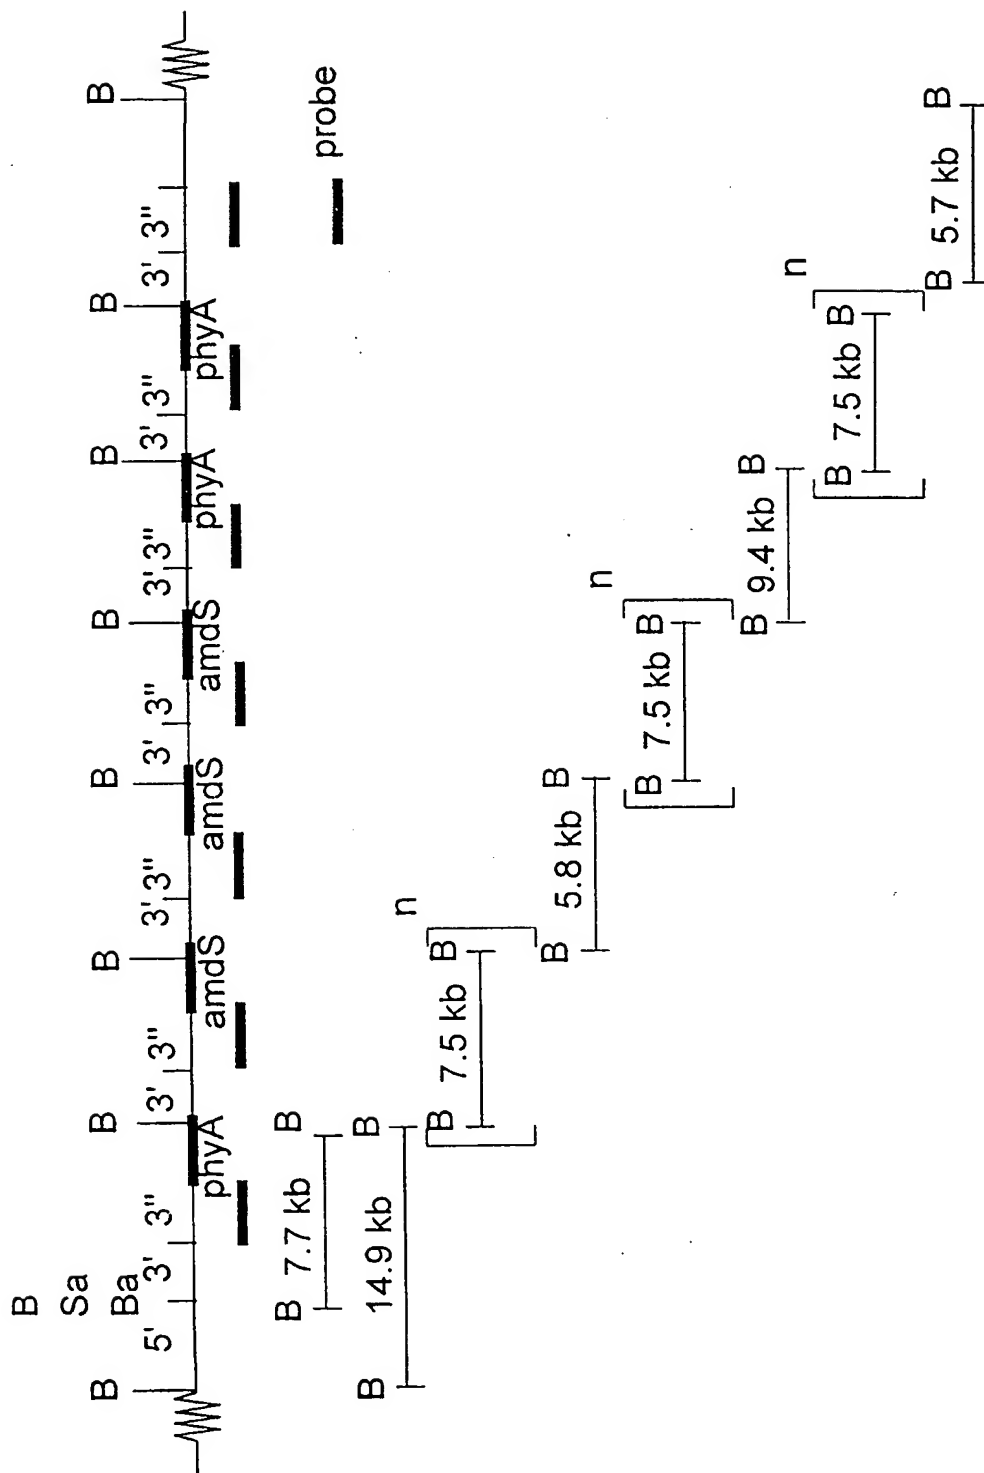 B
Sa
B B B B B B B B
Ba
5' 3' 3" 3' 3" 3' 3" 3' 3" 3' 3" 3' 3" 3' 3"
phyA amdS amdS amdS phyA phyA
probe
B 7.7 kb B
B 14.9 kb B
n
B 7.5 kb B
B 5.8 kb B
n
B 7.5 kb B
B 9.4 kb B
n
B 7.5 kb B
B 5.7 kb B